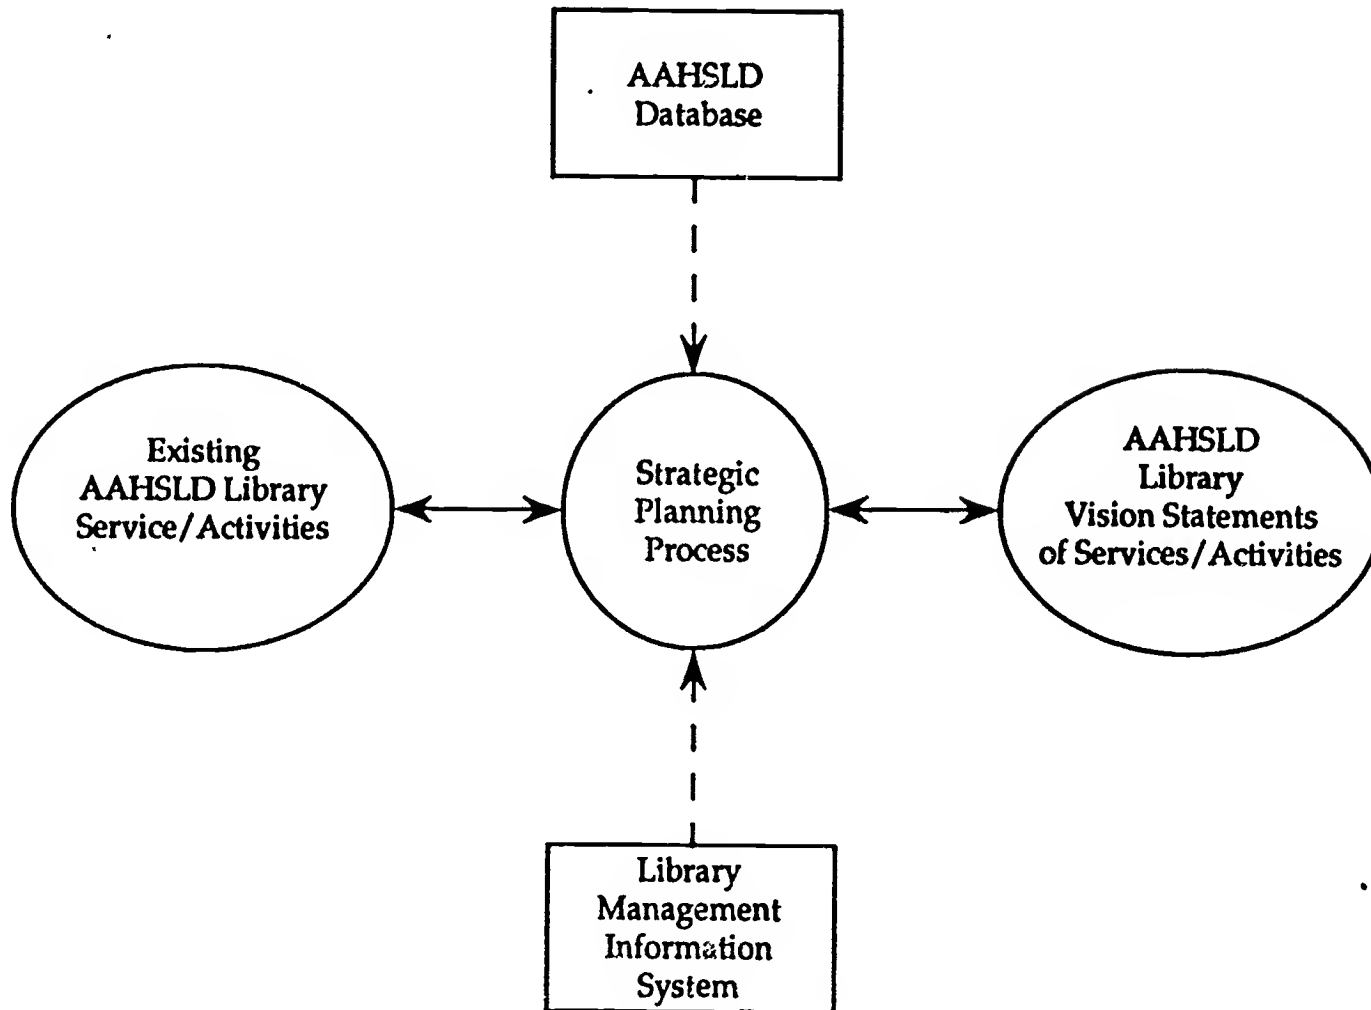 AAHSLD
Database
Existing
AAHSLD Library
Service/Activities
Strategic
Planning
Process
AAHSLD
Library
Vision Statements
of Services/Activities
Library
Management
Information
System